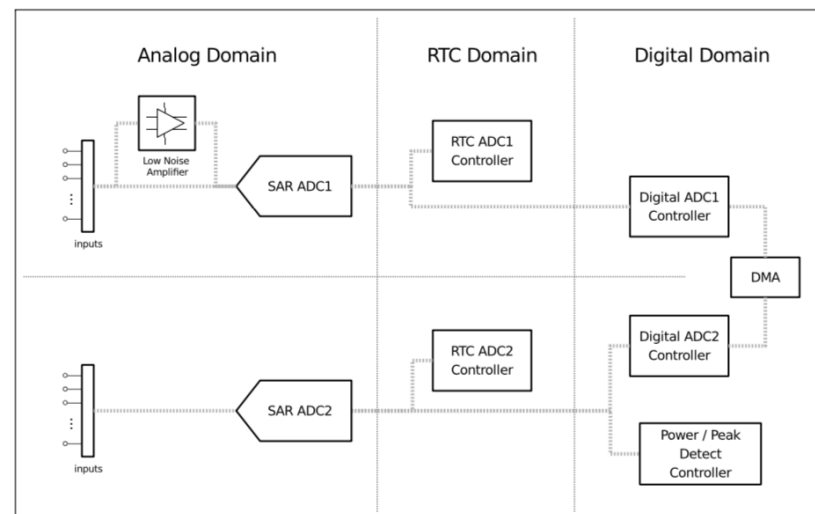 Analog Domain
RTC Domain
Digital Domain
Low Noise
Amplifier
inputs
SAR ADC1
RTC ADC1
Controller
Digital ADC1
Controller
DMA
inputs
SAR ADC2
RTC ADC2
Controller
Digital ADC2
Controller
Power / Peak
Detect
Controller